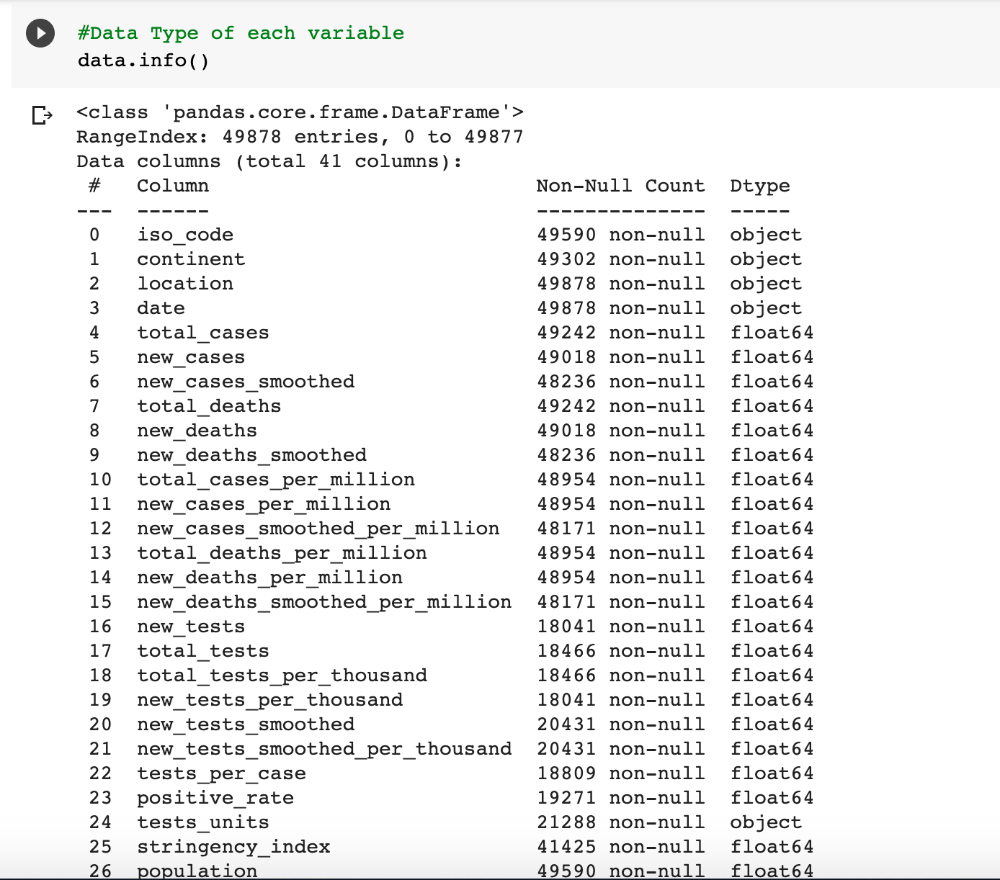 #Data Type of each variable
data.info()
<class 'pandas.core.frame.DataFrame'>
RangeIndex: 49878 entries, 0 to 49877
Data columns (total 41 columns):
#   Column   Non-Null Count   Dtype
---   ------   --------------   -----
0   iso_code   49590 non-null   object
1   continent   49302 non-null   object
2   location   49878 non-null   object
3   date   49878 non-null   object
4   total_cases   49242 non-null   float64
5   new_cases   49018 non-null   float64
6   new_cases_smoothed   48236 non-null   float64
7   total_deaths   49242 non-null   float64
8   new_deaths   49018 non-null   float64
9   new_deaths_smoothed   48236 non-null   float64
10   total_cases_per_million   48954 non-null   float64
11   new_cases_per_million   48954 non-null   float64
12   new_cases_smoothed_per_million   48171 non-null   float64
13   total_deaths_per_million   48954 non-null   float64
14   new_deaths_per_million   48954 non-null   float64
15   new_deaths_smoothed_per_million   48171 non-null   float64
16   new_tests   18041 non-null   float64
17   total_tests   18466 non-null   float64
18   total_tests_per_thousand   18466 non-null   float64
19   new_tests_per_thousand   18041 non-null   float64
20   new_tests_smoothed   20431 non-null   float64
21   new_tests_smoothed_per_thousand   20431 non-null   float64
22   tests_per_case   18809 non-null   float64
23   positive_rate   19271 non-null   float64
24   tests_units   21288 non-null   object
25   stringency_index   41425 non-null   float64
26   population   49590 non-null   float64